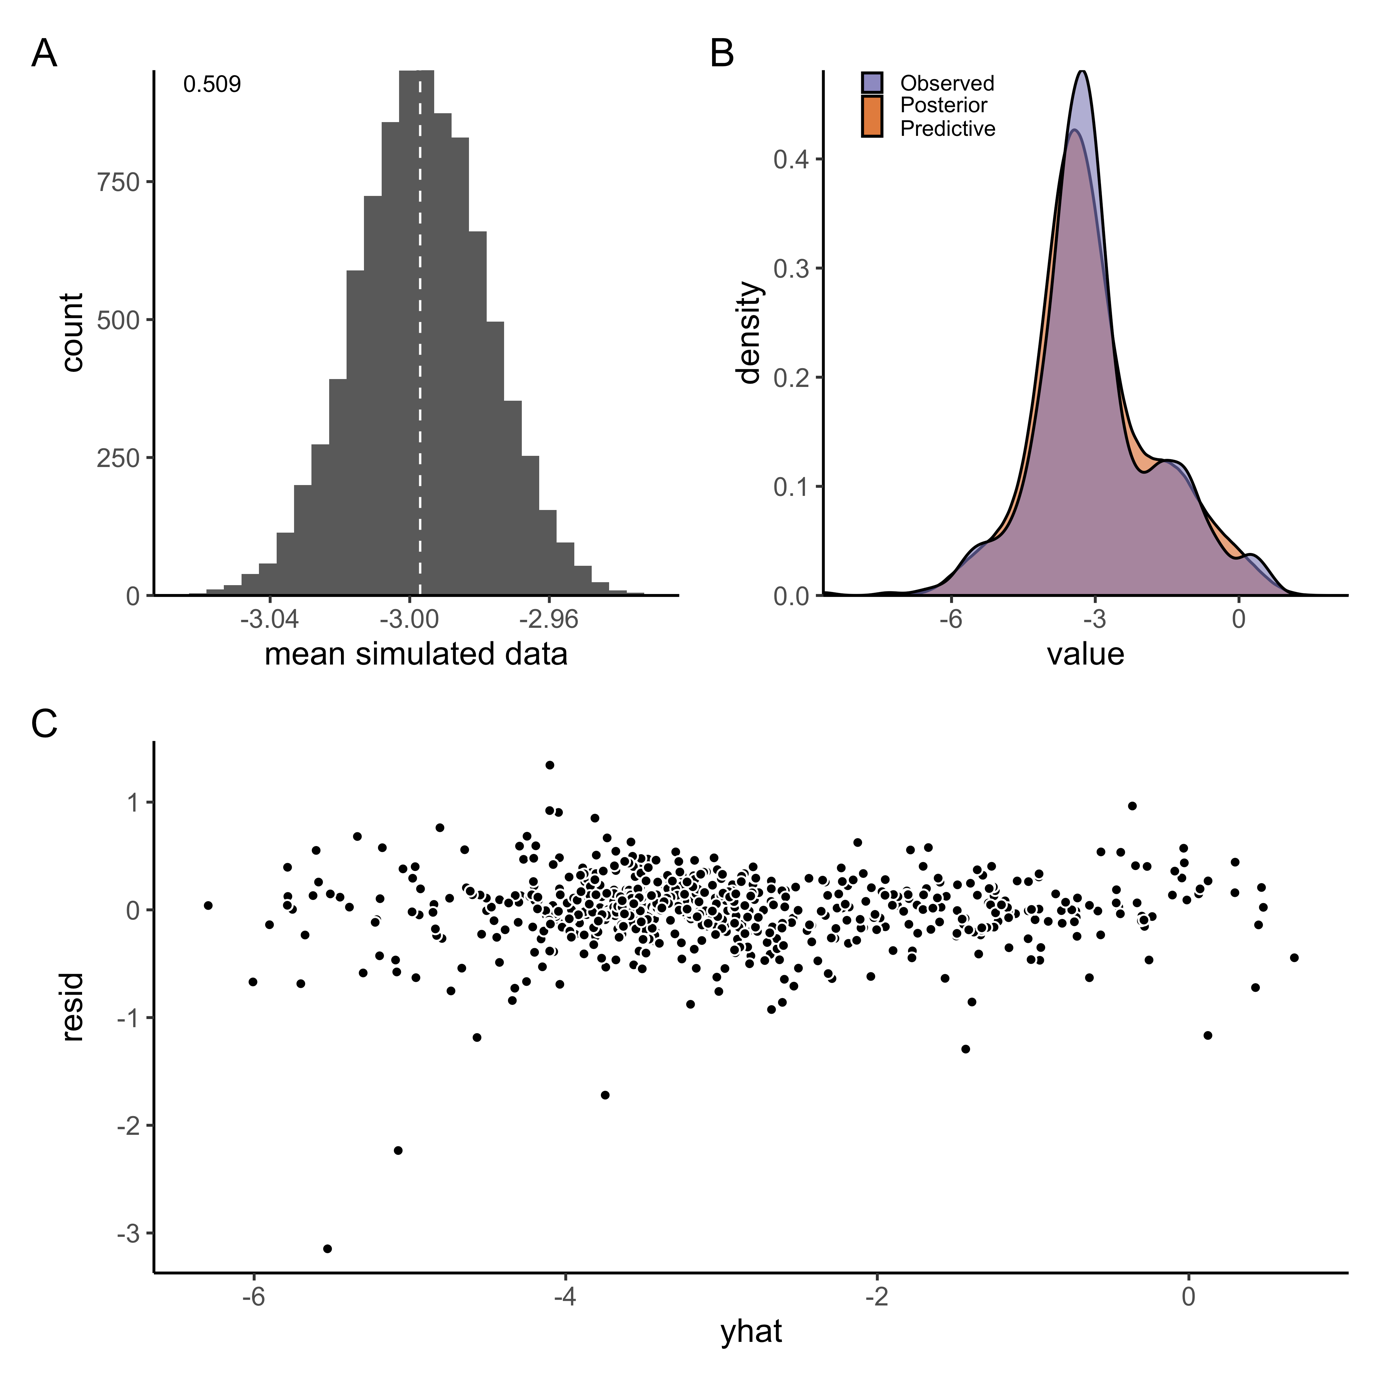 A
0.509
750
500
250
0
count
-3.04
-3.00
-2.96
mean simulated data
B
Observed
Posterior
Predictive
0.4
0.3
0.2
0.1
0.0
density
-6
-3
0
value
C
1
0
-1
-2
-3
resid
-6
-4
-2
0
yhat